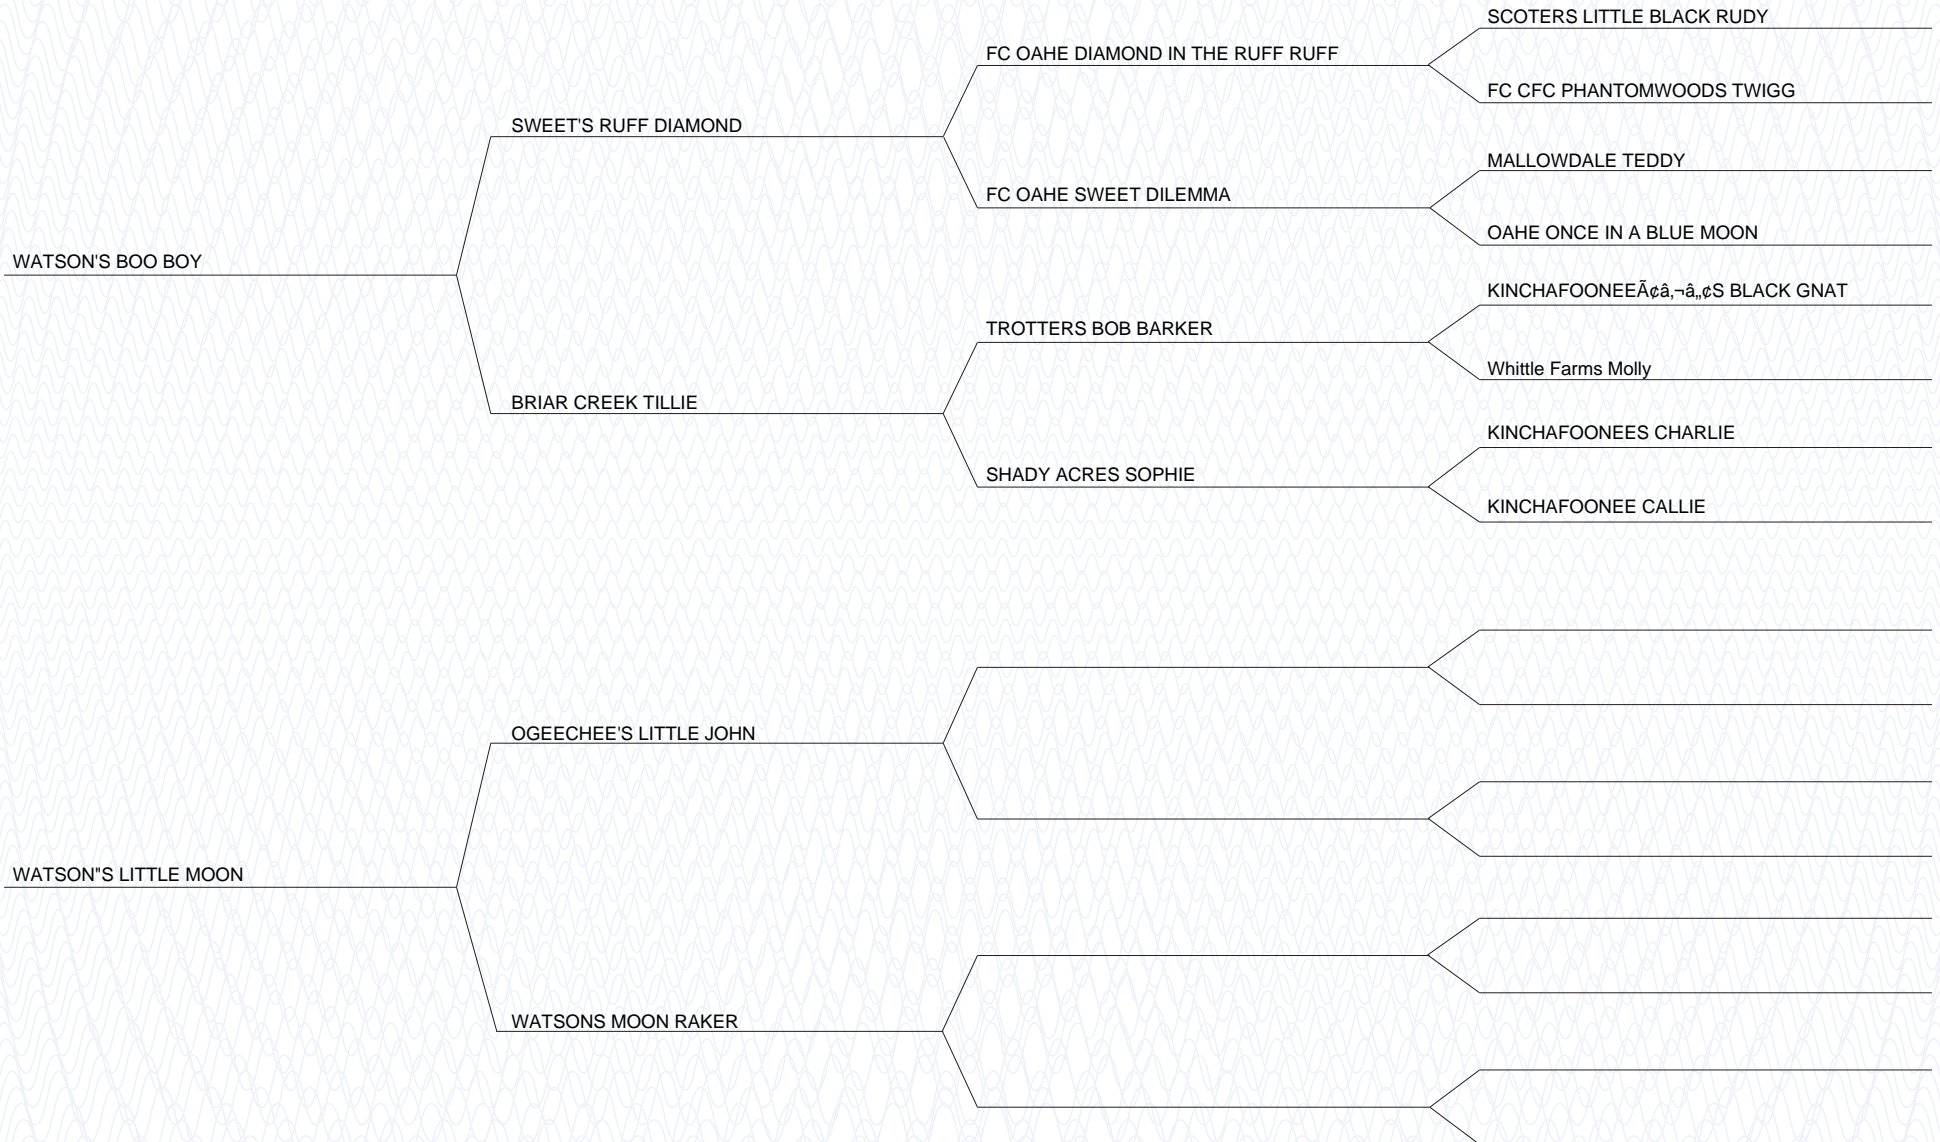 SCOTERS LITTLE BLACK RUDY
FC OAHE DIAMOND IN THE RUFF RUFF
FC CFC PHANTOMWOODS TWIGG
SWEET'S RUFF DIAMOND
MALLOWDALE TEDDY
FC OAHE SWEET DILEMMA
OAHE ONCE IN A BLUE MOON
WATSON'S BOO BOY
KINCHAFOONEEÃ¢â‚¬â„¢S BLACK GNAT
TROTTERS BOB BARKER
Whittle Farms Molly
BRIAR CREEK TILLIE
KINCHAFOONEES CHARLIE
SHADY ACRES SOPHIE
KINCHAFOONEE CALLIE
OGEECHEE'S LITTLE JOHN
WATSON"S LITTLE MOON
WATSONS MOON RAKER